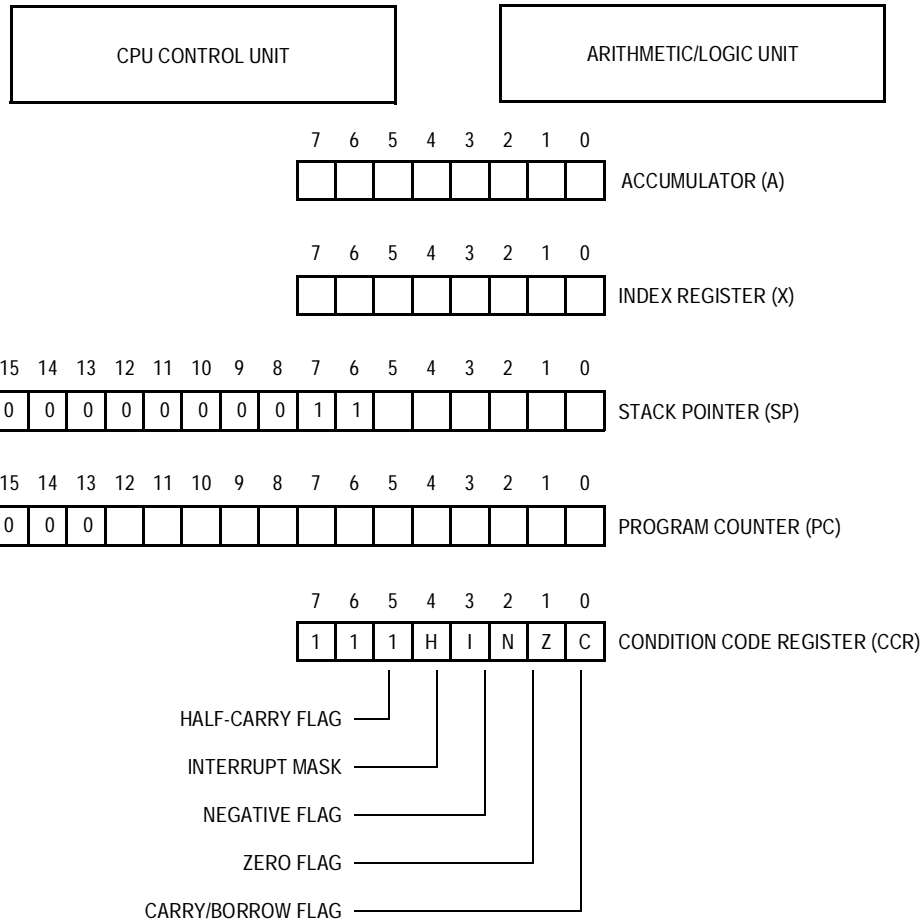 CPU CONTROL UNIT
ARITHMETIC/LOGIC UNIT
7 6 5 4 3 2 1 0
ACCUMULATOR (A)
7 6 5 4 3 2 1 0
INDEX REGISTER (X)
15 14 13 12 11 10 9 8 7 6 5 4 3 2 1 0
0 0 0 0 0 0 0 0 1 1 STACK POINTER (SP)
15 14 13 12 11 10 9 8 7 6 5 4 3 2 1 0
0 0 0 PROGRAM COUNTER (PC)
7 6 5 4 3 2 1 0
1 1 1 H I N Z C CONDITION CODE REGISTER (CCR)
HALF-CARRY FLAG
INTERRUPT MASK
NEGATIVE FLAG
ZERO FLAG
CARRY/BORROW FLAG